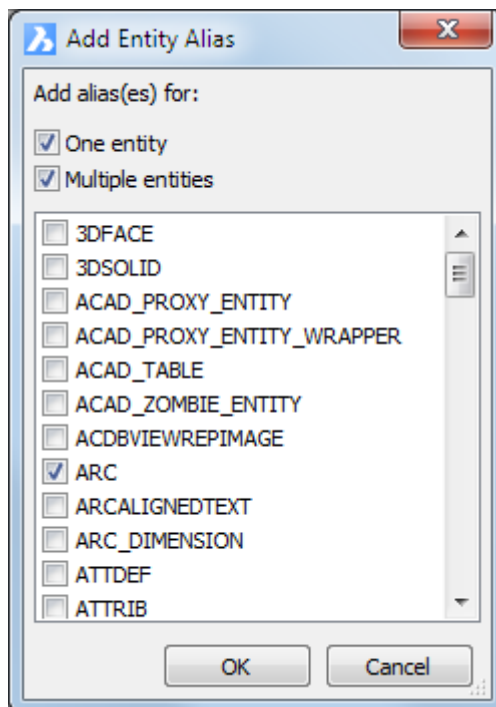 Add Entity Alias
Add alias(es) for:
One entity
Multiple entities
3DFACE
3DSOLID
ACAD_PROXY_ENTITY
ACAD_PROXY_ENTITY_WRAPPER
ACAD_TABLE
ACAD_ZOMBIE_ENTITY
ACDBVIEWREPIMAGE
ARC
ARCALIGNEDTEXT
ARC_DIMENSION
ATTDEF
ATTRIB
OK Cancel